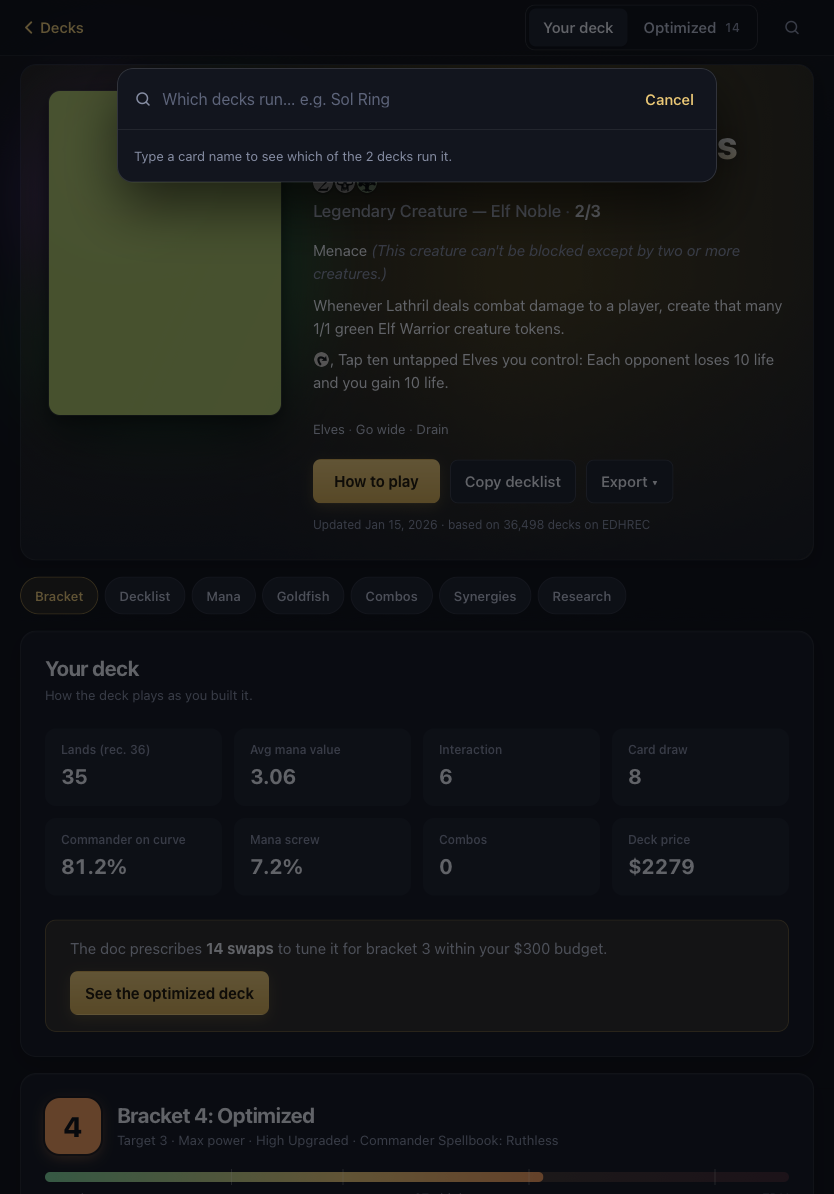 Decks
Your deck
Optimized 14
Which decks run... e.g. Sol Ring
Cancel
Type a card name to see which of the 2 decks run it.
s
Legendary Creature — Elf Noble · 2/3
Menace (This creature can't be blocked except by two or more
creatures.)
Whenever Lathril deals combat damage to a player, create that many
1/1 green Elf Warrior creature tokens.
, Tap ten untapped Elves you control: Each opponent loses 10 life
and you gain 10 life.
Elves · Go wide · Drain
How to play
Copy decklist
Export ▾
Updated Jan 15, 2026 · based on 36,498 decks on EDHREC
Bracket
Decklist
Mana
Goldfish
Combos
Synergies
Research
Your deck
How the deck plays as you built it.
Lands (rec. 36)
35
Avg mana value
3.06
Interaction
6
Card draw
8
Commander on curve
81.2%
Mana screw
7.2%
Combos
0
Deck price
$2279
The doc prescribes 14 swaps to tune it for bracket 3 within your $300 budget.
See the optimized deck
4
Bracket 4: Optimized
Target 3 · Max power · High Upgraded · Commander Spellbook: Ruthless